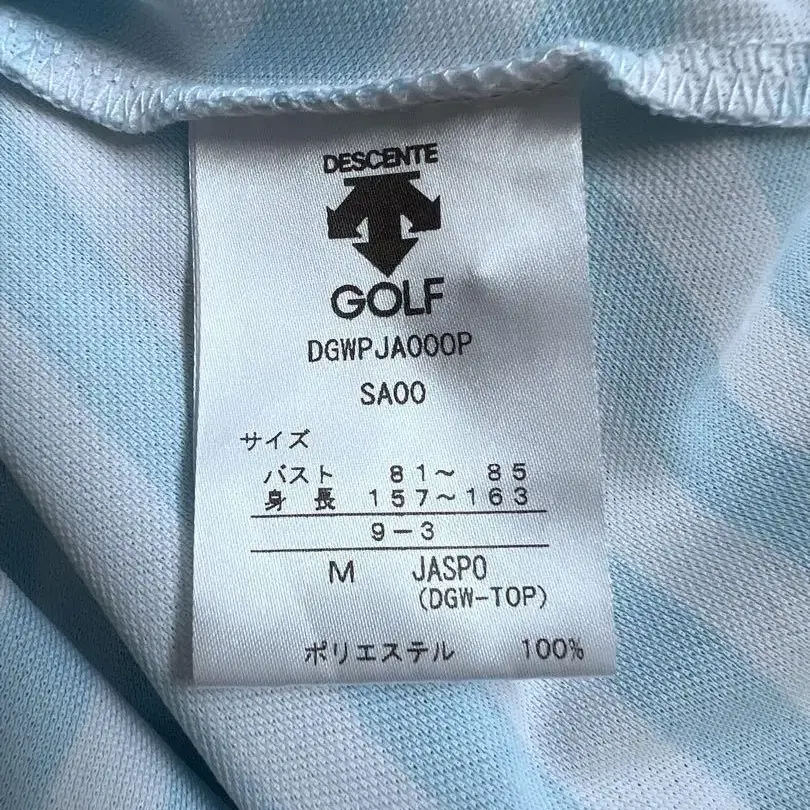 DESCENTE
GOLF
DGWPJA000P
SA00
サイズ
バスト 81～ 85
身長 157～163
9－3
M JASPO
(DGW-TOP)
ポリエステル 100%